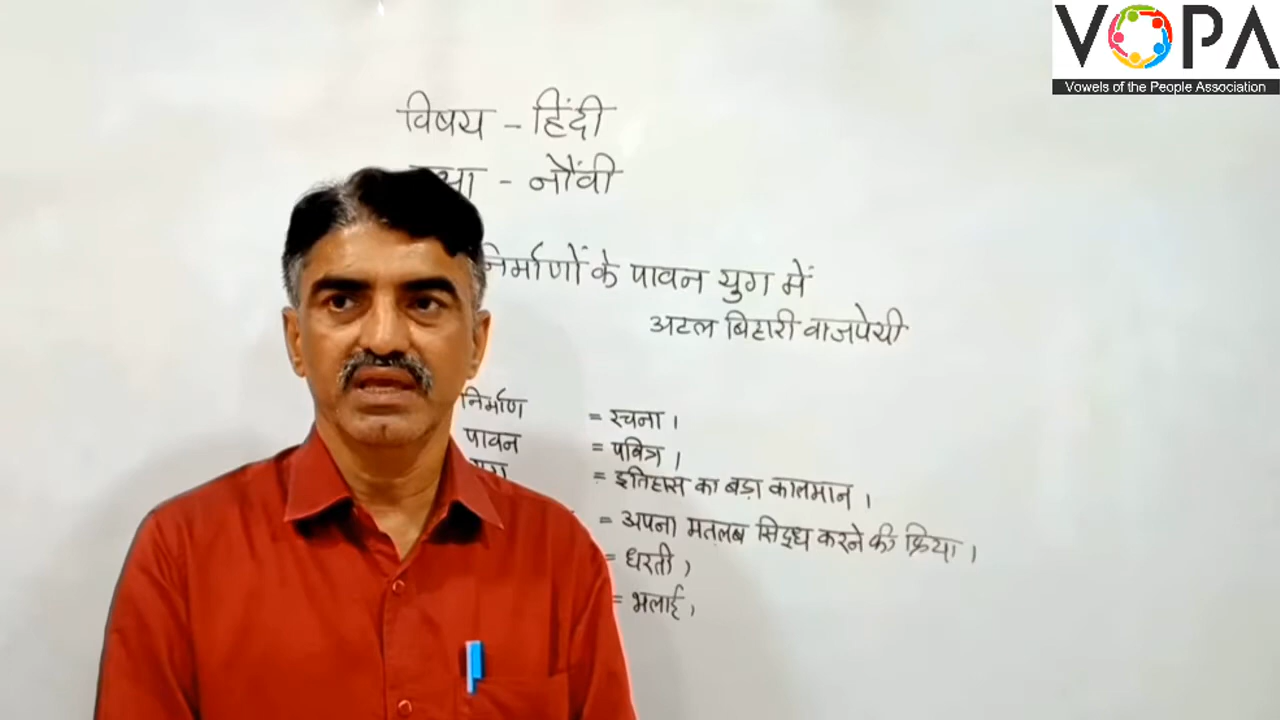 VOPA
Vowels of the People Association
विषय - हिंदी
- नौंवी
निर्माणों के पावन युग में
अटल बिहारी वाजपेयी
निर्माण = रचना ।
पावन = पवित्र ।
= इतिहास का बड़ा कालमान ।
= अपना मतलब सिद्ध करने की क्रिया ।
= धरती ,
= भलाई ,